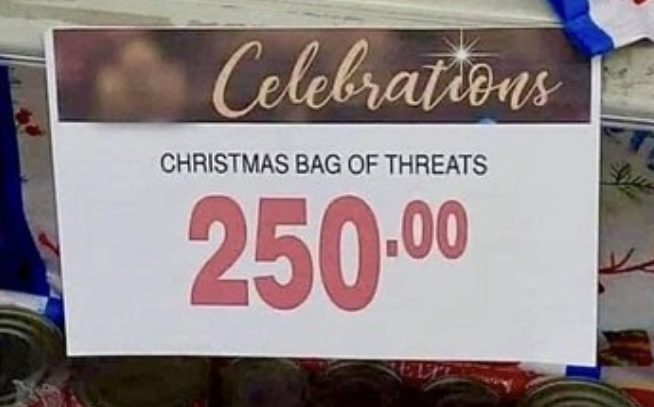 Celebrations
CHRISTMAS BAG OF THREATS
250.00